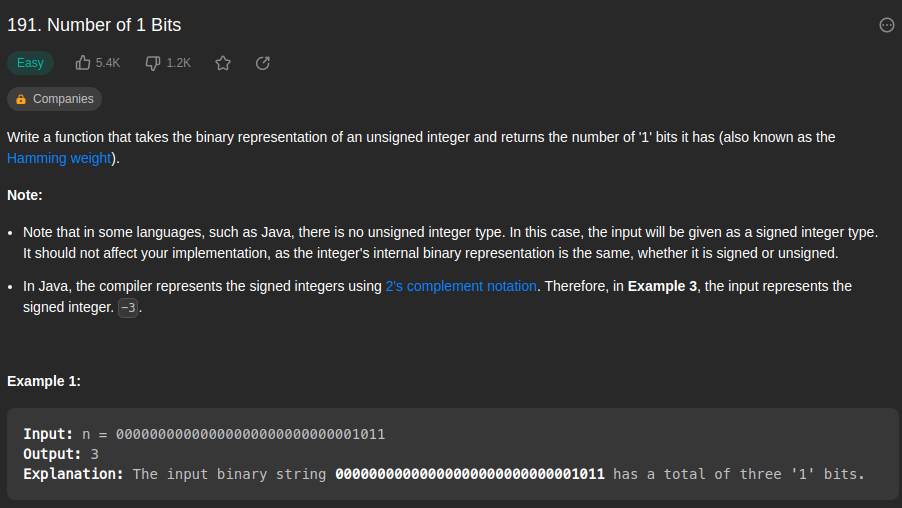 191. Number of 1 Bits
Easy 5.4K 1.2K
Companies
Write a function that takes the binary representation of an unsigned integer and returns the number of '1' bits it has (also known as the
Hamming weight).
Note:
• Note that in some languages, such as Java, there is no unsigned integer type. In this case, the input will be given as a signed integer type.
It should not affect your implementation, as the integer's internal binary representation is the same, whether it is signed or unsigned.
• In Java, the compiler represents the signed integers using 2's complement notation. Therefore, in Example 3, the input represents the
signed integer. -3.
Example 1:
Input: n = 00000000000000000000000000001011
Output: 3
Explanation: The input binary string 00000000000000000000000000001011 has a total of three '1' bits.